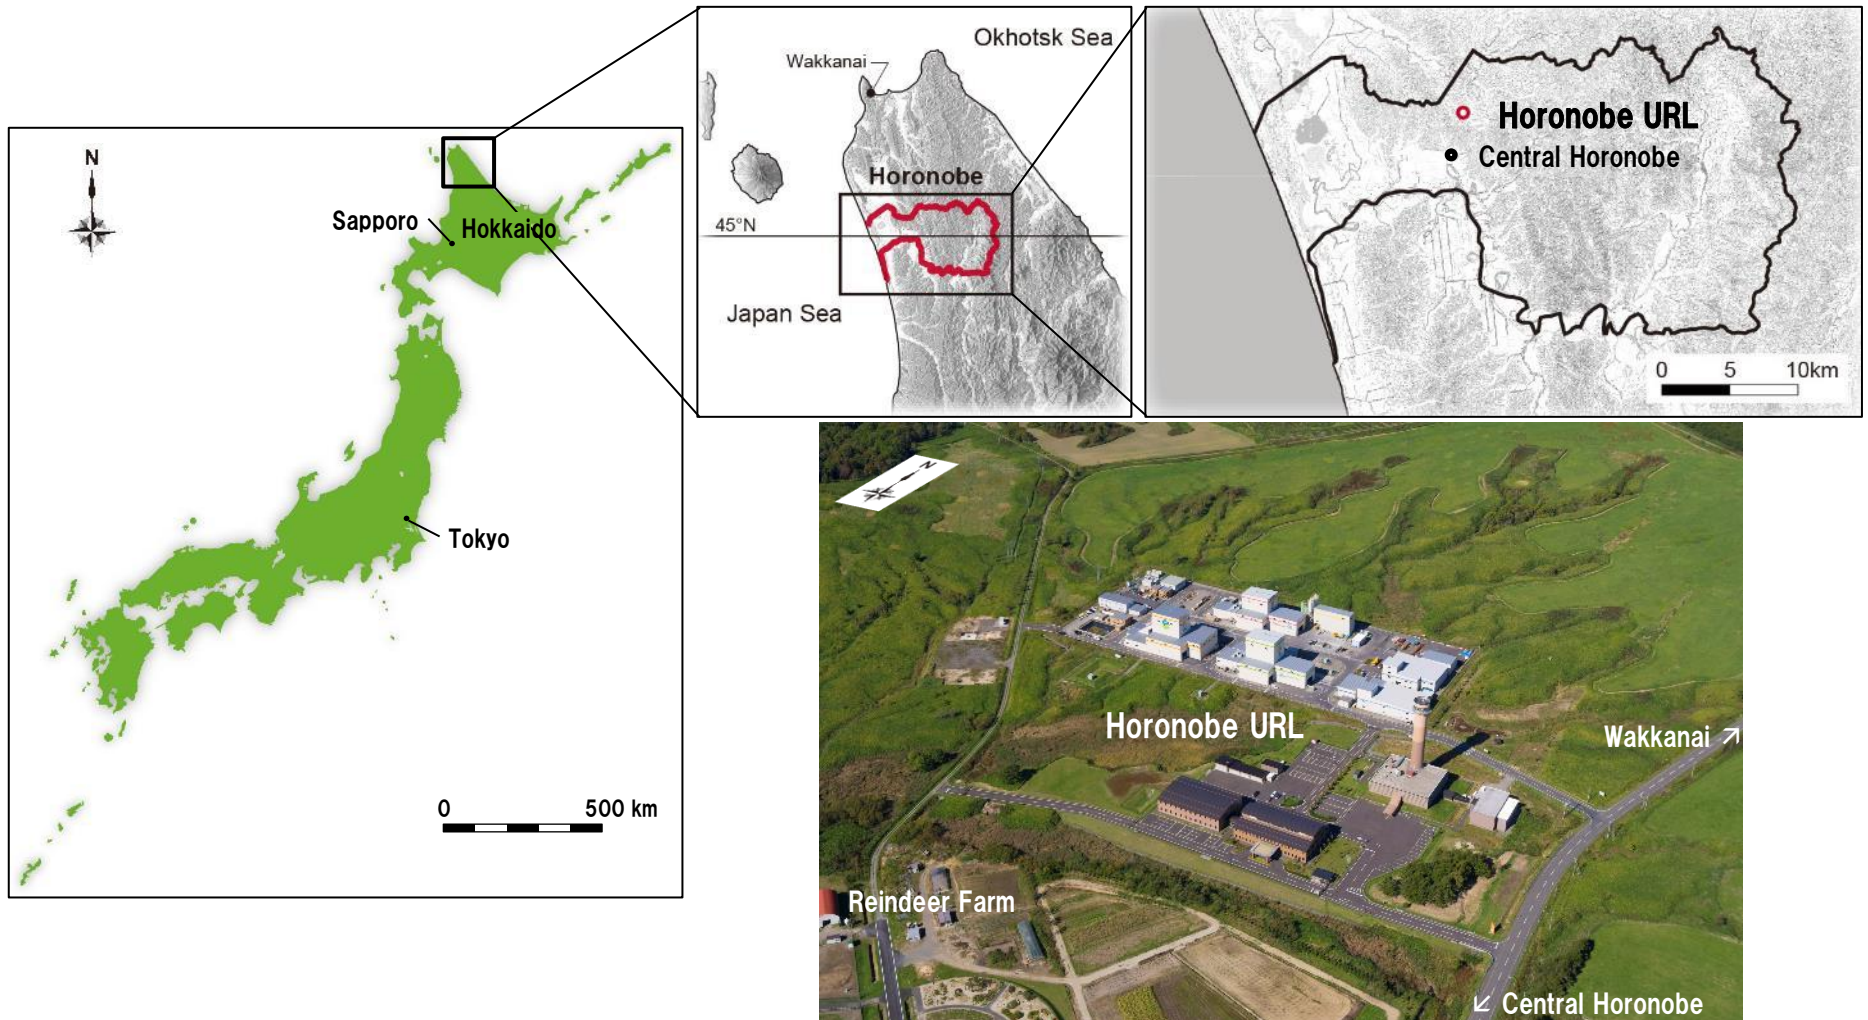 N
Sapporo
Hokkaido
Tokyo
0 500 km
Okhotsk Sea
Wakkanai
Horonobe
45°N
Japan Sea
Horonobe URL
Central Horonobe
0 5 10km
N
Horonobe URL
Wakkanai ↗
Reindeer Farm
↙ Central Horonobe